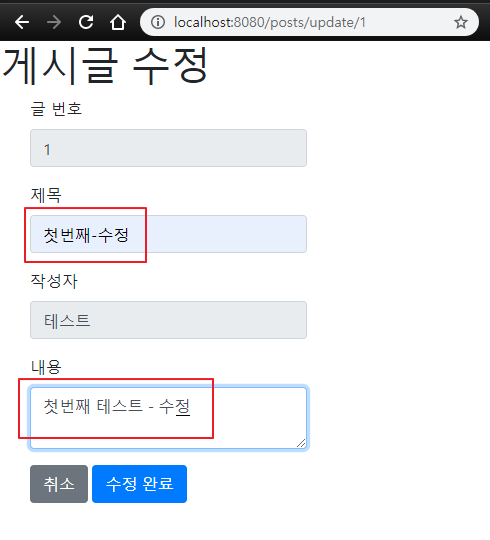 localhost:8080/posts/update/1
게시글 수정
글 번호
1
제목
첫번째-수정
작성자
테스트
내용
첫번째 테스트 - 수정
취소 수정 완료